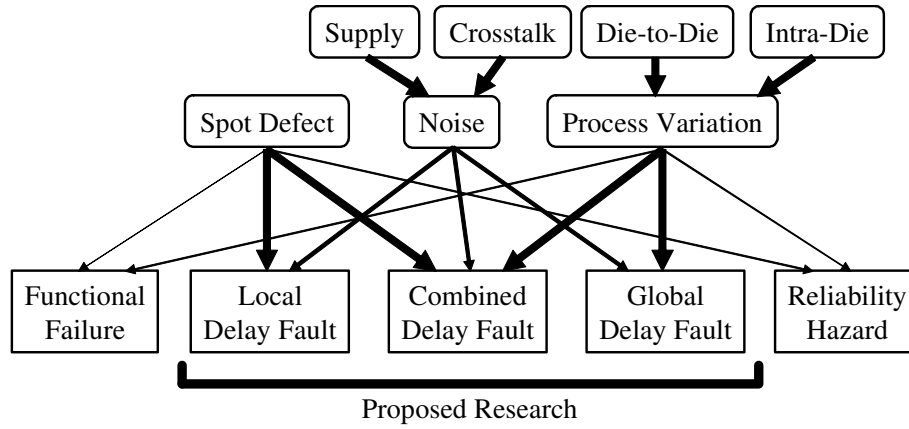 Supply
Crosstalk
Die-to-Die
Intra-Die
Spot Defect
Noise
Process Variation
Functional
Failure
Local
Delay Fault
Combined
Delay Fault
Global
Delay Fault
Reliability
Hazard
Proposed Research